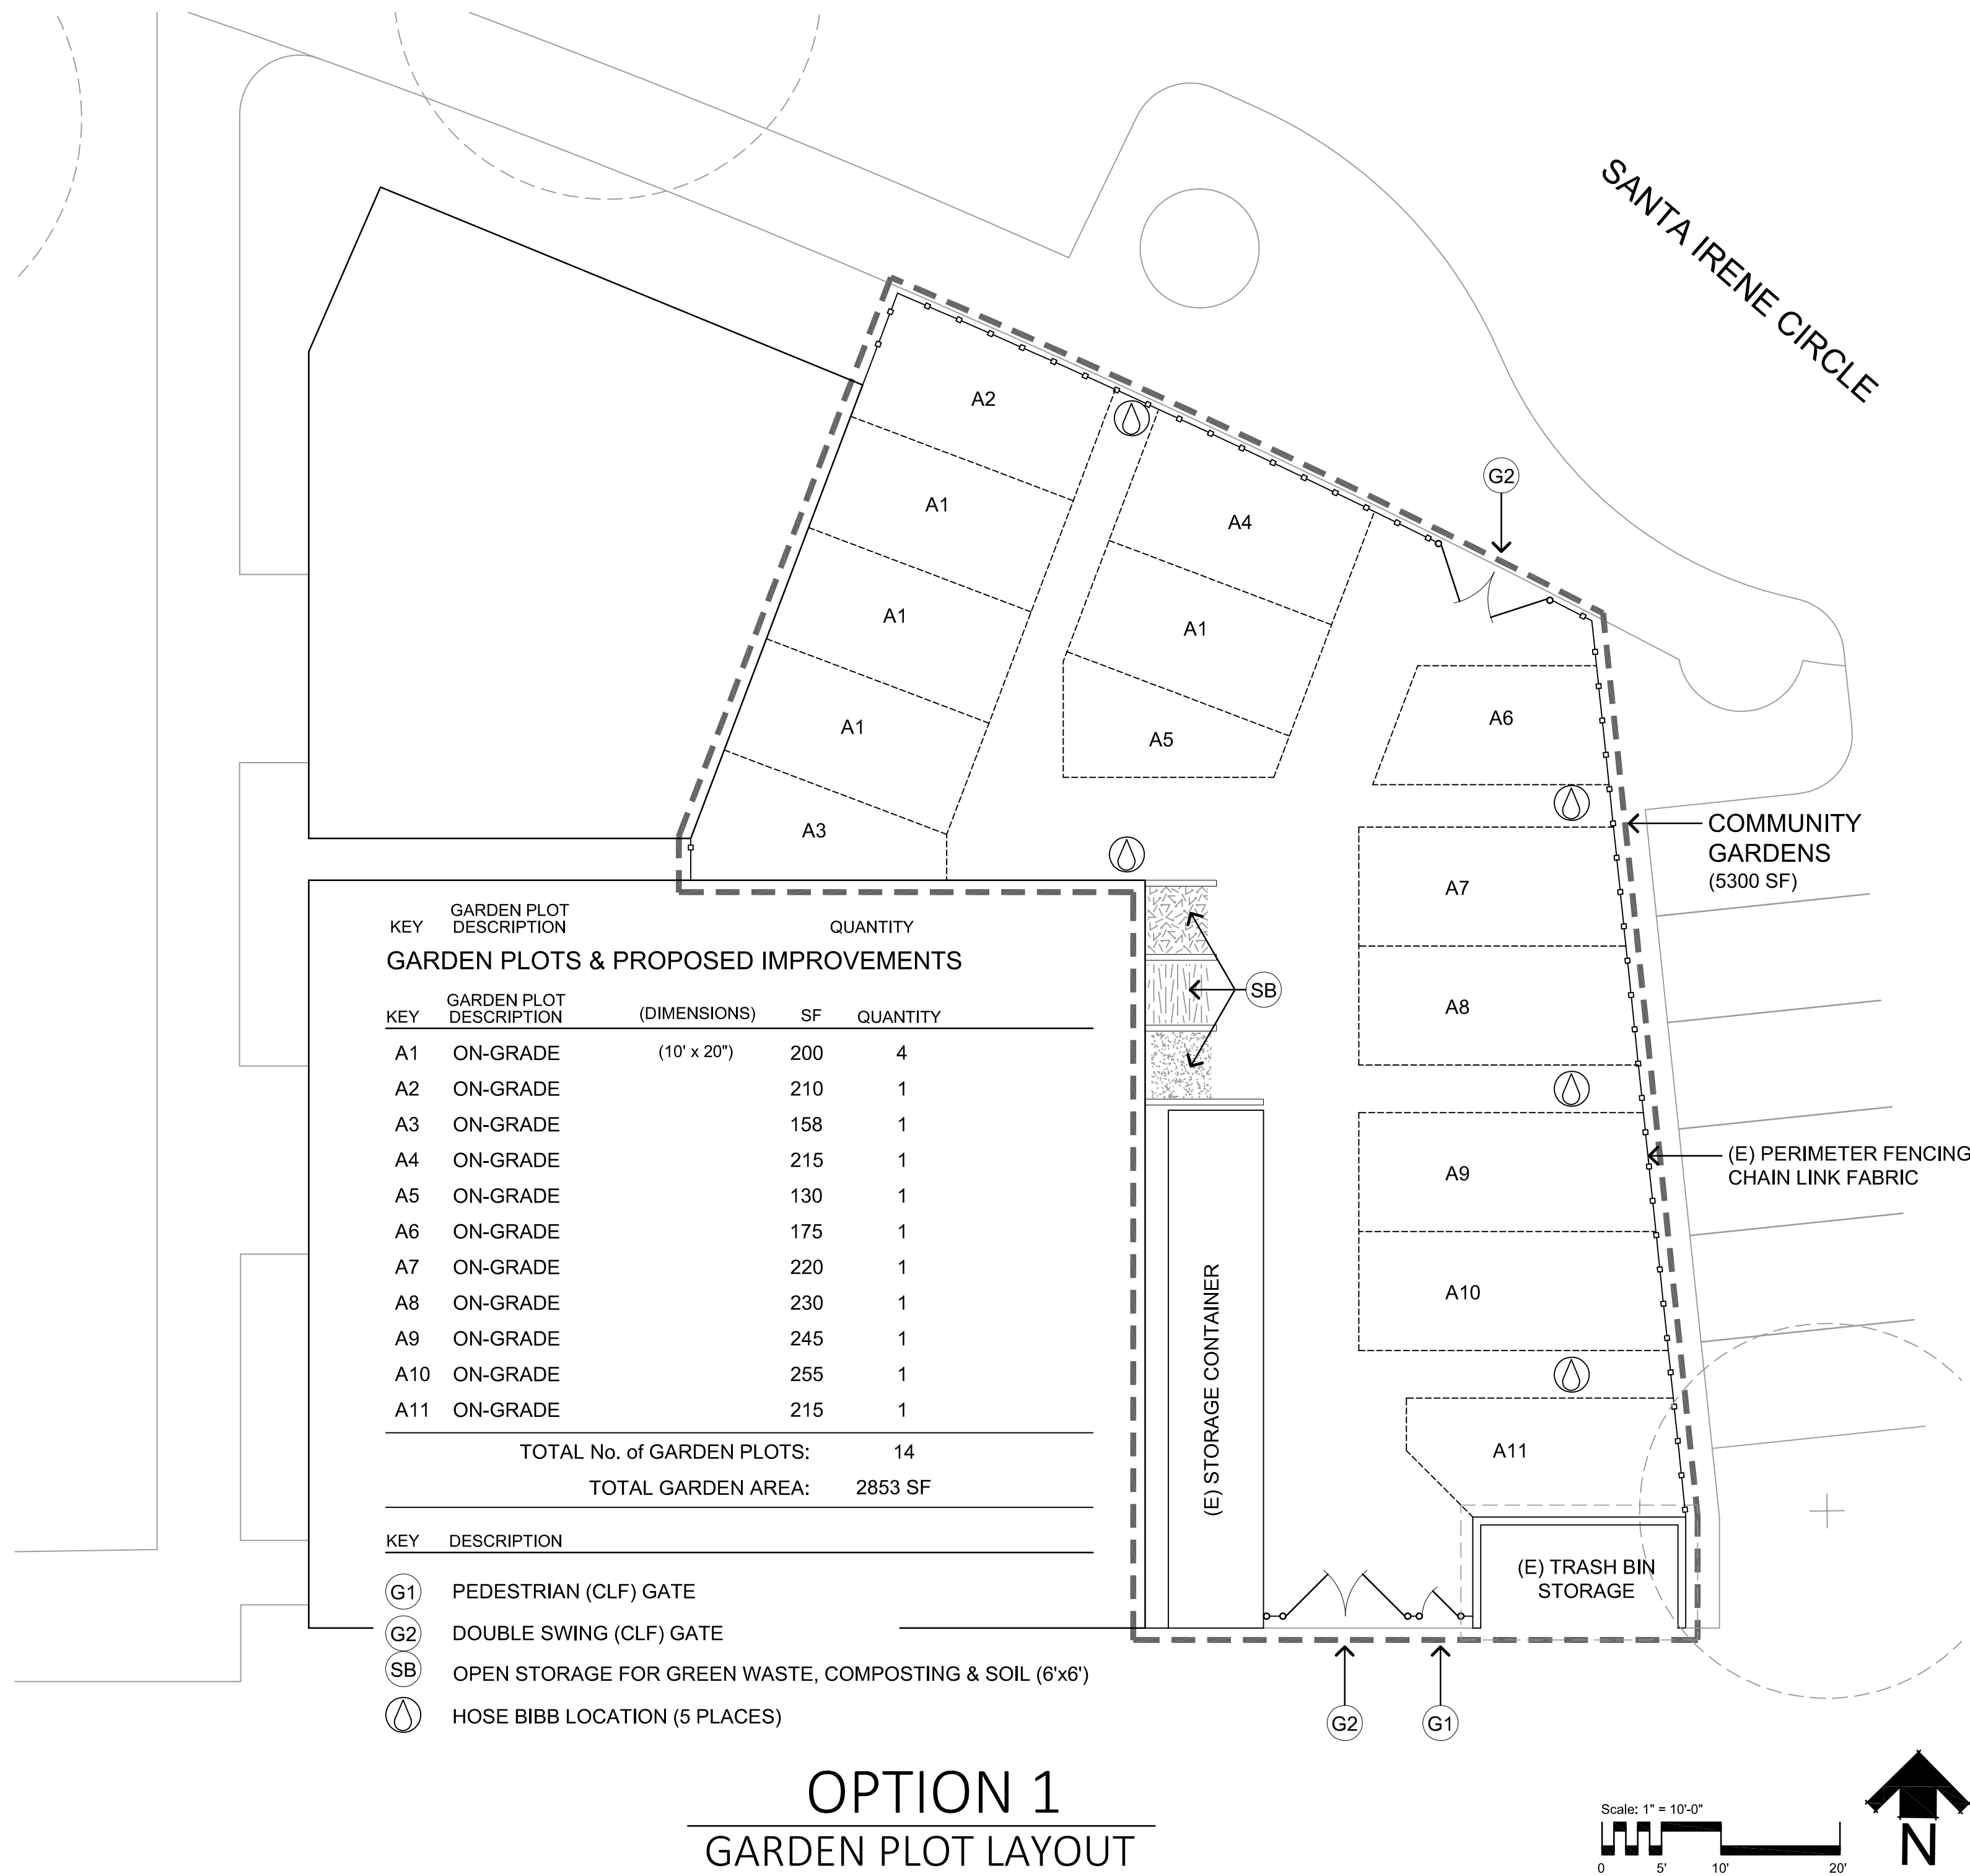 SANTA IRENE CIRCLE
A2
G2
A1
A4
A1
A1
A6
A1
A5
COMMUNITY
GARDENS
(5300 SF)
A3
A7
KEY GARDEN PLOT DESCRIPTION QUANTITY
GARDEN PLOTS & PROPOSED IMPROVEMENTS
SB
A8
KEY GARDEN PLOT DESCRIPTION (DIMENSIONS) SF QUANTITY
A1 ON-GRADE (10' x 20") 200 4
A2 ON-GRADE 210 1
A3 ON-GRADE 158 1
A4 ON-GRADE 215 1
A5 ON-GRADE 130 1
A6 ON-GRADE 175 1
A7 ON-GRADE 220 1
A8 ON-GRADE 230 1
A9 ON-GRADE 245 1
A10 ON-GRADE 255 1
A11 ON-GRADE 215 1
TOTAL No. of GARDEN PLOTS: 14
TOTAL GARDEN AREA: 2853 SF
(E) PERIMETER FENCING
CHAIN LINK FABRIC
A9
A10
(E) STORAGE CONTAINER
A11
(E) TRASH BIN
STORAGE
KEY DESCRIPTION
G1 PEDESTRIAN (CLF) GATE
G2 DOUBLE SWING (CLF) GATE
SB OPEN STORAGE FOR GREEN WASTE, COMPOSTING & SOIL (6'x6')
HOSE BIBB LOCATION (5 PLACES)
G2
G1
OPTION 1
GARDEN PLOT LAYOUT
Scale: 1" = 10'-0"
0 5' 10' 20'
N